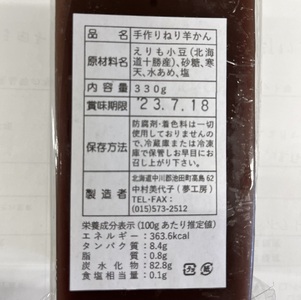 品名 手作りねり羊かん
原材料名 えりも小豆(北海
道十勝産)、砂糖、寒
天、水あめ、塩
内容量 330g
賞味期限 '23.7.18
防腐剤・着色料は一切
使用しておりませんの
で、冷蔵庫または冷凍
庫で保管しお早目にお
召し上がり下さい。
保存方法
北海道中川郡池田町高島62
中村美代子(夢工房)
TEL・FAX:
(015)573-2512
製造者
栄養成分表示(100gあたり推定値)
エネルギー :363.6kcal
タンパク質 :8.4g
脂質 :0.8g
炭水化物 :82.8g
食塩相当量 :0.1g